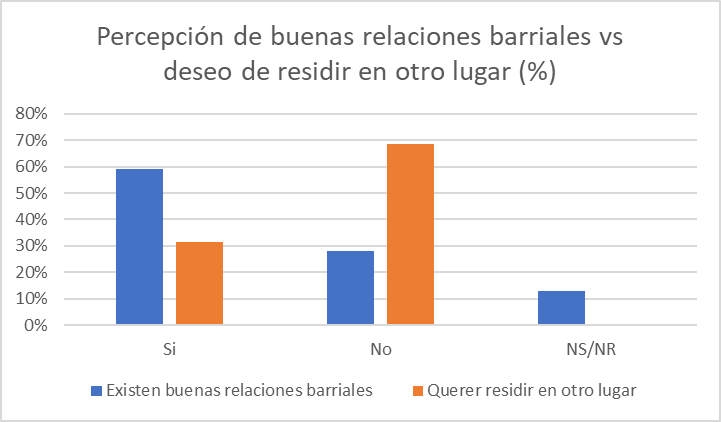 Percepción de buenas relaciones barriales vs
deseo de residir en otro lugar (%)
80%
70%
60%
50%
40%
30%
20%
10%
0%
Si No NS/NR
Existen buenas relaciones barriales Querer residir en otro lugar